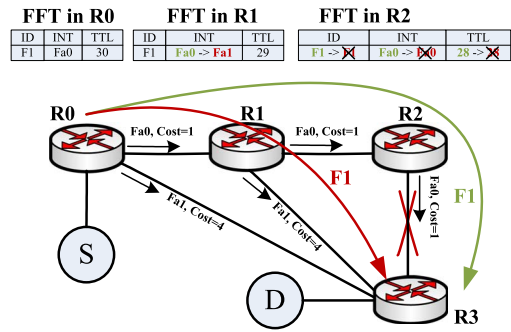 FFT in R0 FFT in R1 FFT in R2
ID INT TTL ID INT TTL ID INT TTL
F1 Fa0 30 F1 Fa0 -> Fa1 29 F1 -> F1 Fa0 -> Fa0 28 -> 28
R0 R1 R2
Fa0, Cost=1 Fa0, Cost=1
Fa1, Cost=4 Fa1, Cost=4 F1 Fa0, Cost=1 F1
S
D
R3